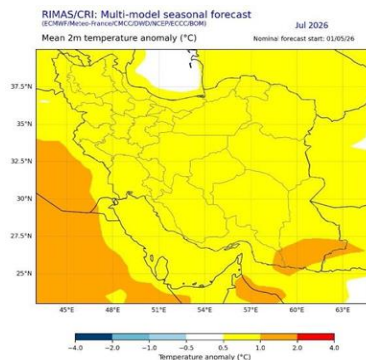 RIMAS/CRI: Multi-model seasonal forecast
(ECMWF/Meteo-France/CMCC/DWD/NCEP/ECCC/BOM)
Jul 2026
Mean 2m temperature anomaly (°C)
Nominal forecast start: 01/05/26
37.5°N
35°N
32.5°N
30°N
27.5°N
25°N
45°E
48°E
51°E
54°E
57°E
60°E
63°E
−4.0
−2.0
−1.0
−0.5
0.5
1.0
2.0
4.0
Temperature anomaly (°C)